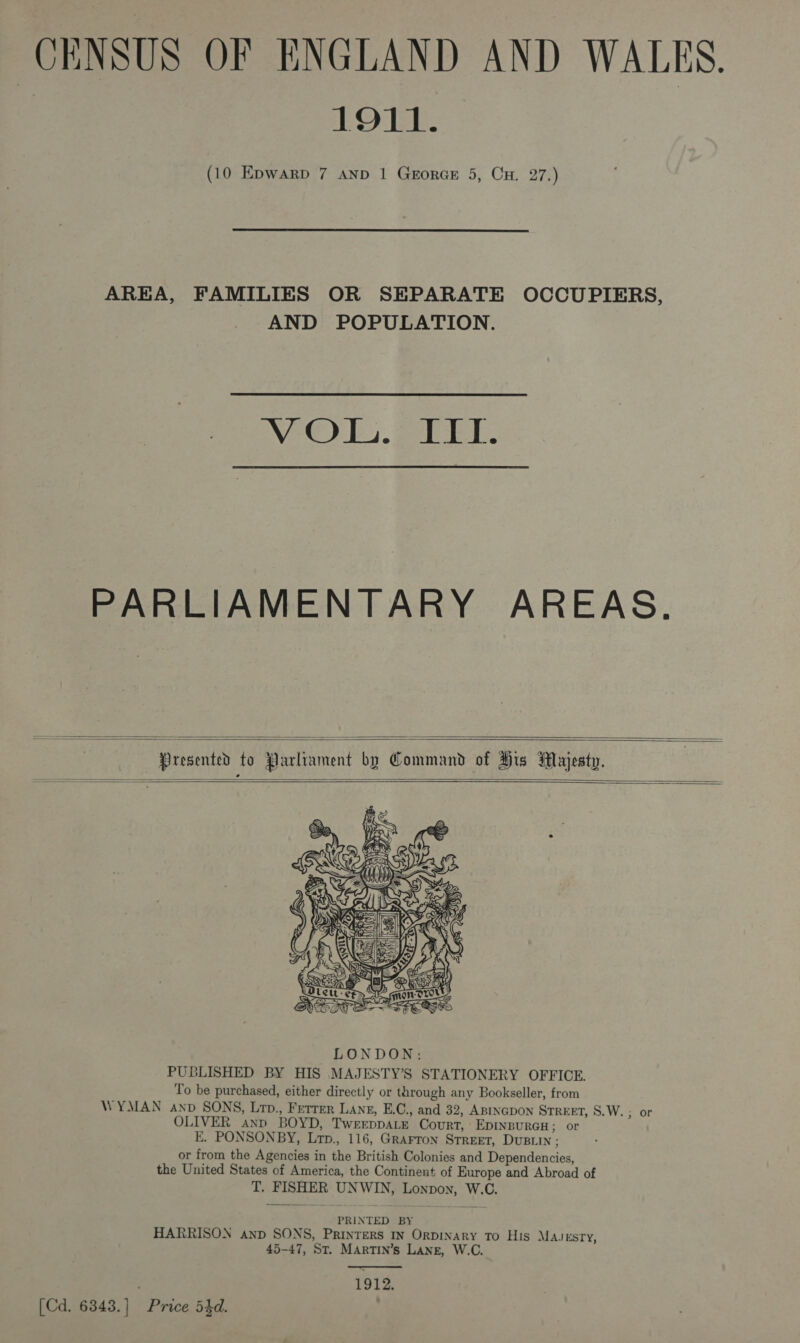 CENSUS OF ENGLAND AND WALES.
1911.
(10 EDWARD 7 AND 1 GEORGE 5, CH. 27.)
AREA, FAMILIES OR SEPARATE OCCUPIERS,
AND POPULATION.
VOL. III.
PARLIAMENTARY AREAS.
Presented to Parliament by Command of His Majesty.
Dieu et mon droit
LONDON:
PUBLISHED BY HIS MAJESTY'S STATIONERY OFFICE.
To be purchased, either directly or through any Bookseller, from
WYMAN AND SONS, LTD., FETTER LANE, E.C., and 32, ABINGDON STREET, S.W.; or
OLIVER AND BOYD, TWEEDDALE COURT, EDINBURGH; or
E. PONSONBY, LTD., 116, GRAFTON STREET, DUBLIN;
or from the Agencies in the British Colonies and Dependencies,
the United States of America, the Continent of Europe and Abroad of
T. FISHER UNWIN, LONDON, W.C.
PRINTED BY
HARRISON AND SONS, PRINTERS IN ORDINARY TO HIS MAJESTY,
45-47, ST. MARTIN'S LANE, W.C.
1912.
[Cd. 6343.] Price 5½d.